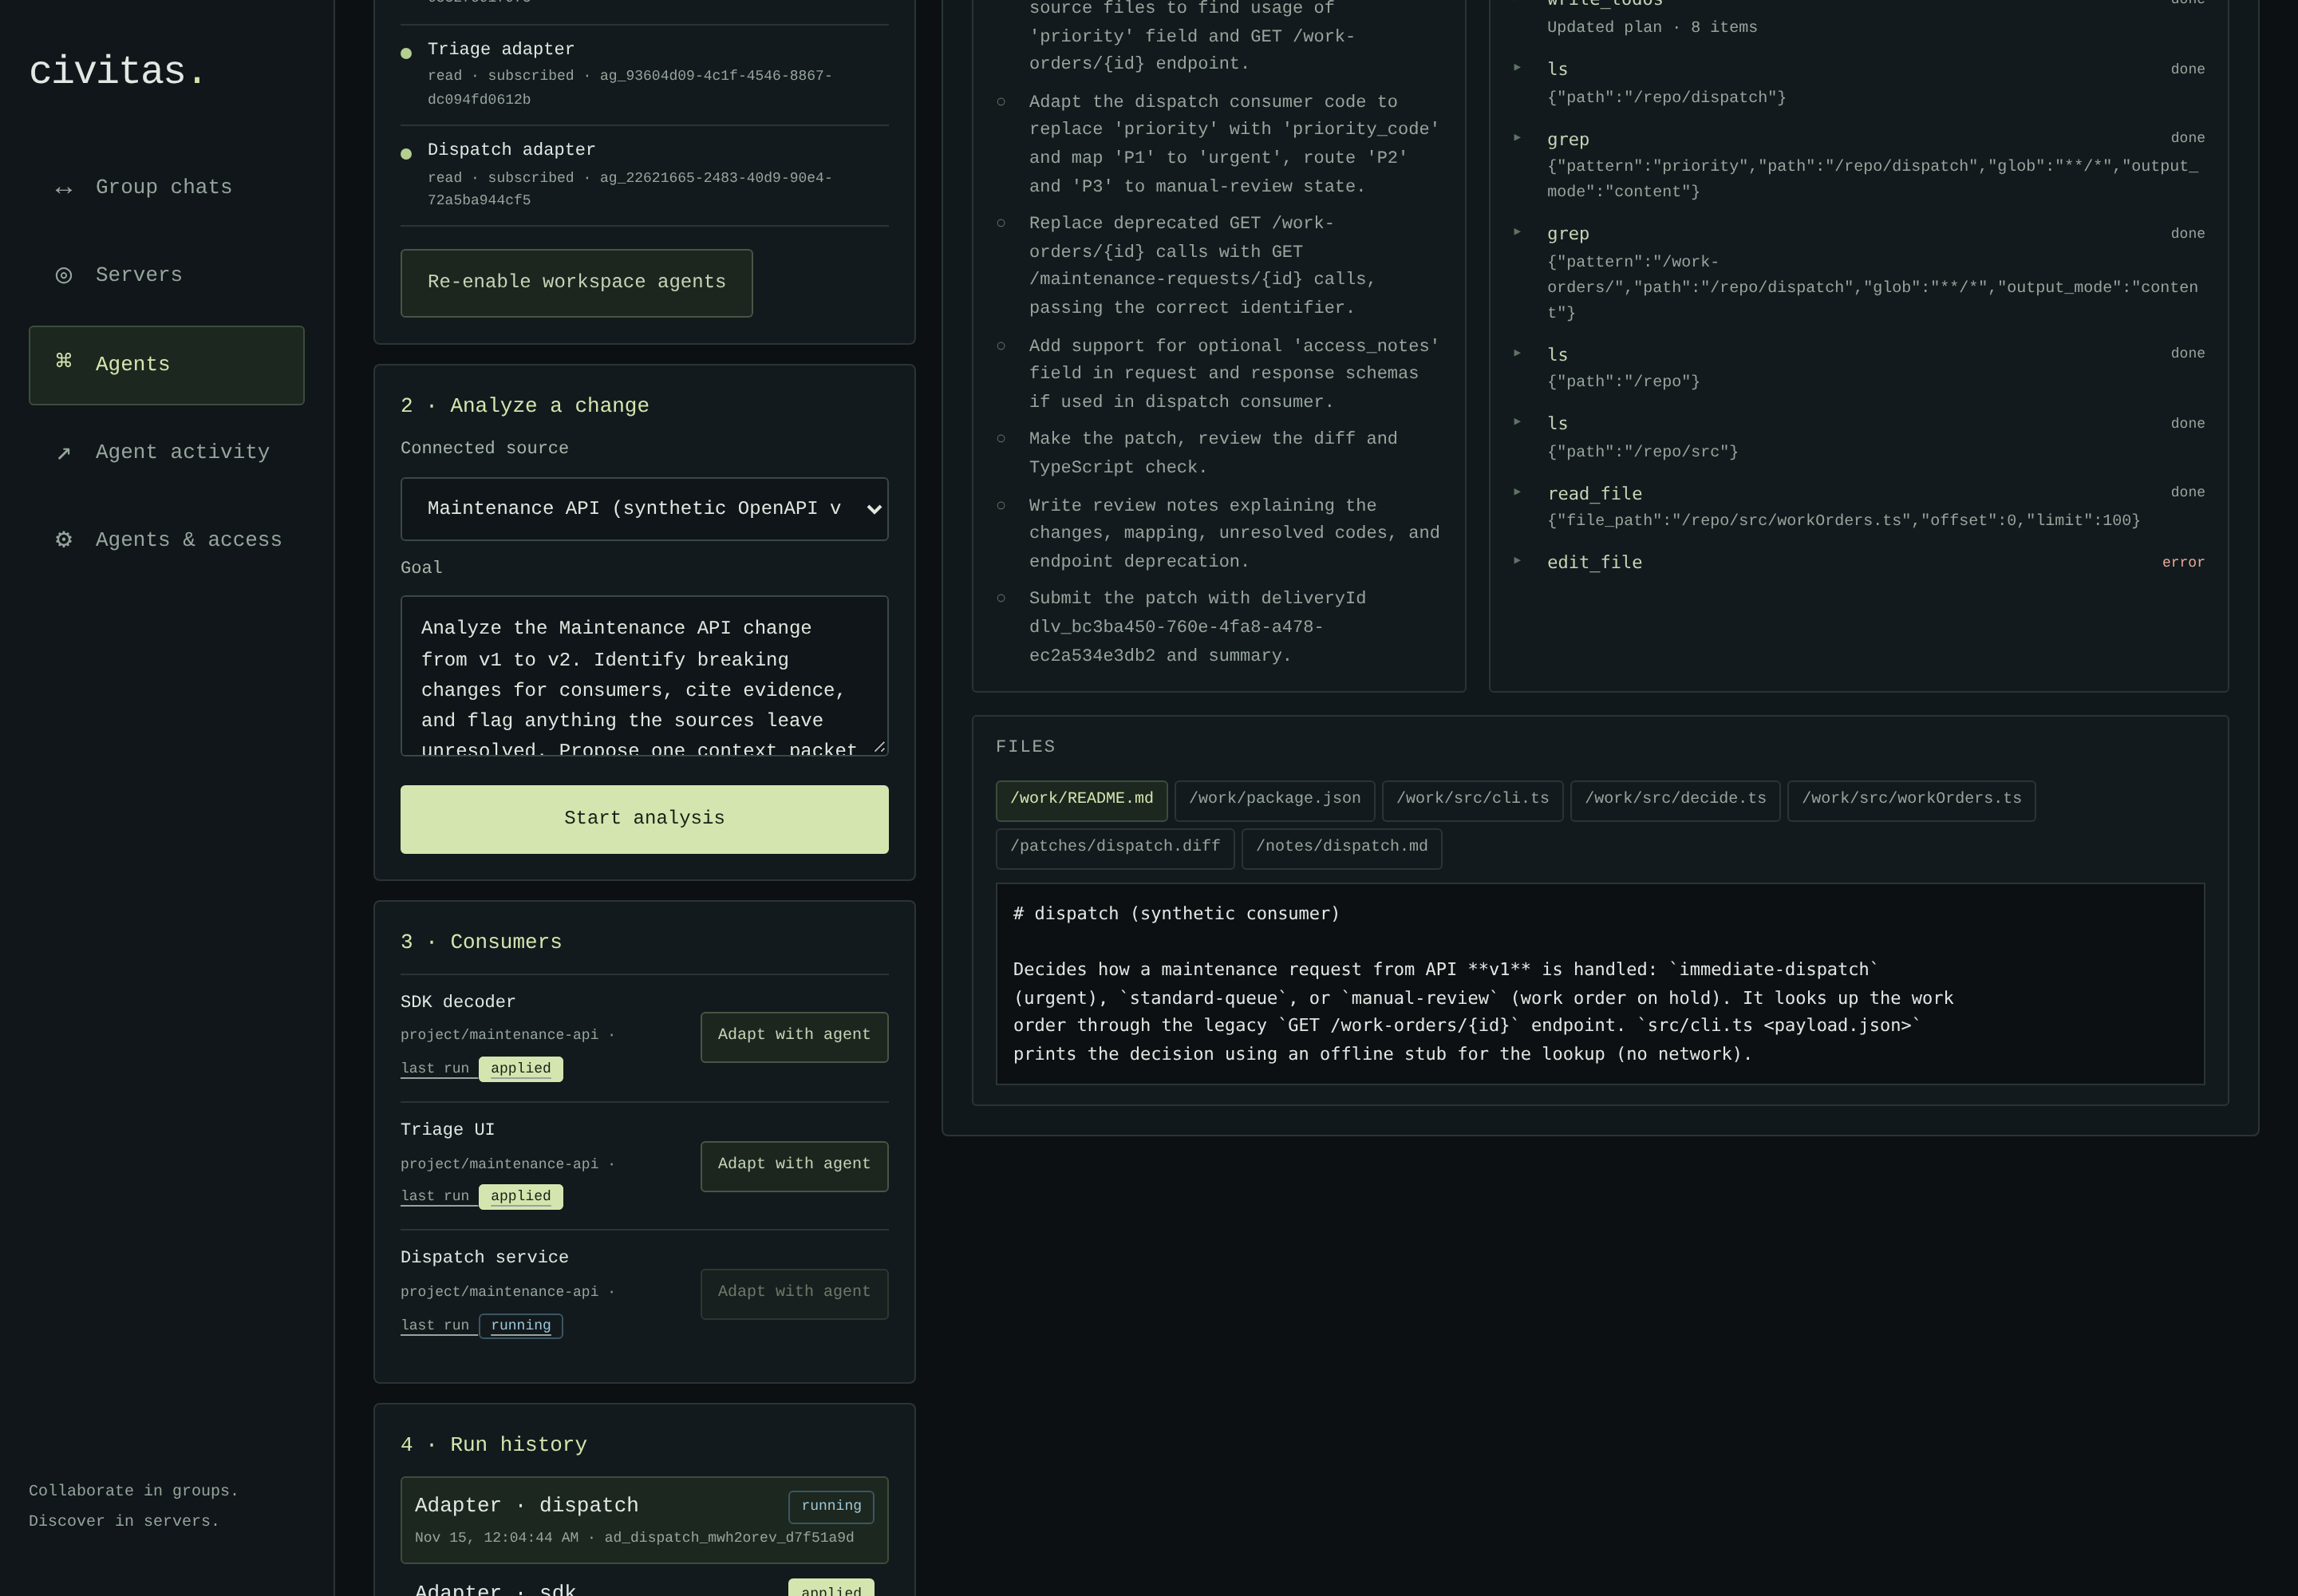 civitas.
↔ Group chats
◎ Servers
⌘ Agents
↗ Agent activity
⚙ Agents & access
Collaborate in groups.
Discover in servers.
Triage adapter
read · subscribed · ag_93604d09-4c1f-4546-8867-
dc094fd0612b
Dispatch adapter
read · subscribed · ag_22621665-2483-40d9-90e4-
72a5ba944cf5
Re-enable workspace agents
2 · Analyze a change
Connected source
Maintenance API (synthetic OpenAPI v
Goal
Analyze the Maintenance API change
from v1 to v2. Identify breaking
changes for consumers, cite evidence,
and flag anything the sources leave
unresolved. Propose one context packet
Start analysis
3 · Consumers
SDK decoder
project/maintenance-api ·
last run applied
Adapt with agent
Triage UI
project/maintenance-api ·
last run applied
Adapt with agent
Dispatch service
project/maintenance-api ·
last run running
Adapt with agent
4 · Run history
Adapter · dispatch running
Nov 15, 12:04:44 AM · ad_dispatch_mwh2orev_d7f51a9d
Adapter · sdk applied
source files to find usage of
'priority' field and GET /work-
orders/{id} endpoint.
○ Adapt the dispatch consumer code to
replace 'priority' with 'priority_code'
and map 'P1' to 'urgent', route 'P2'
and 'P3' to manual-review state.
○ Replace deprecated GET /work-
orders/{id} calls with GET
/maintenance-requests/{id} calls,
passing the correct identifier.
○ Add support for optional 'access_notes'
field in request and response schemas
if used in dispatch consumer.
○ Make the patch, review the diff and
TypeScript check.
○ Write review notes explaining the
changes, mapping, unresolved codes, and
endpoint deprecation.
○ Submit the patch with deliveryId
dlv_bc3ba450-760e-4fa8-a478-
ec2a534e3db2 and summary.
write_todos done
Updated plan · 8 items
▸ ls done
{"path":"/repo/dispatch"}
▸ grep done
{"pattern":"priority","path":"/repo/dispatch","glob":"**/*","output_
mode":"content"}
▸ grep done
{"pattern":"/work-
orders/","path":"/repo/dispatch","glob":"**/*","output_mode":"conten
t"}
▸ ls done
{"path":"/repo"}
▸ ls done
{"path":"/repo/src"}
▸ read_file done
{"file_path":"/repo/src/workOrders.ts","offset":0,"limit":100}
▸ edit_file error
FILES
/work/README.md /work/package.json /work/src/cli.ts /work/src/decide.ts /work/src/workOrders.ts
/patches/dispatch.diff /notes/dispatch.md
# dispatch (synthetic consumer)
Decides how a maintenance request from API **v1** is handled: `immediate-dispatch`
(urgent), `standard-queue`, or `manual-review` (work order on hold). It looks up the work
order through the legacy `GET /work-orders/{id}` endpoint. `src/cli.ts <payload.json>`
prints the decision using an offline stub for the lookup (no network).